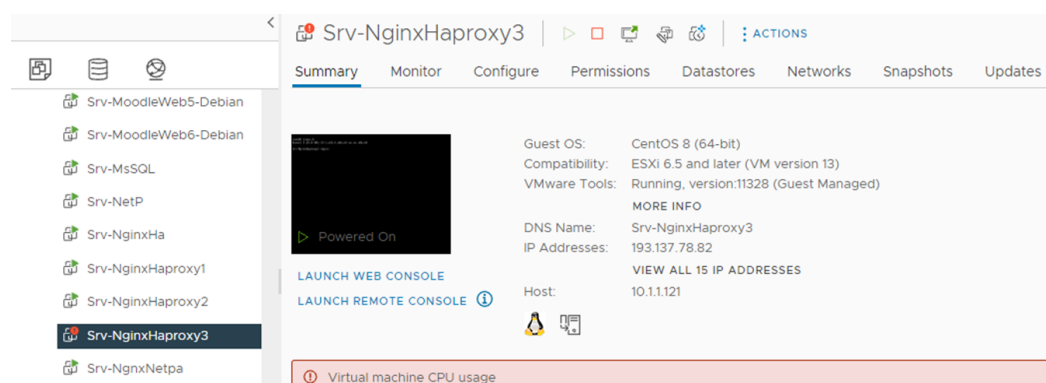 Srv-MoodleWeb5-Debian
Srv-MoodleWeb6-Debian
Srv-MsSQL
Srv-NetP
Srv-NginxHa
Srv-NginxHaproxy1
Srv-NginxHaproxy2
Srv-NginxHaproxy3
Srv-NgnxNetpa
Srv-NginxHaproxy3 ACTIONS
Summary Monitor Configure Permissions Datastores Networks Snapshots Updates
Powered On
LAUNCH WEB CONSOLE
LAUNCH REMOTE CONSOLE
Guest OS: CentOS 8 (64-bit)
Compatibility: ESXi 6.5 and later (VM version 13)
VMware Tools: Running, version:11328 (Guest Managed)
MORE INFO
DNS Name: Srv-NginxHaproxy3
IP Addresses: 193.137.78.82
VIEW ALL 15 IP ADDRESSES
Host: 10.1.1.121
Virtual machine CPU usage